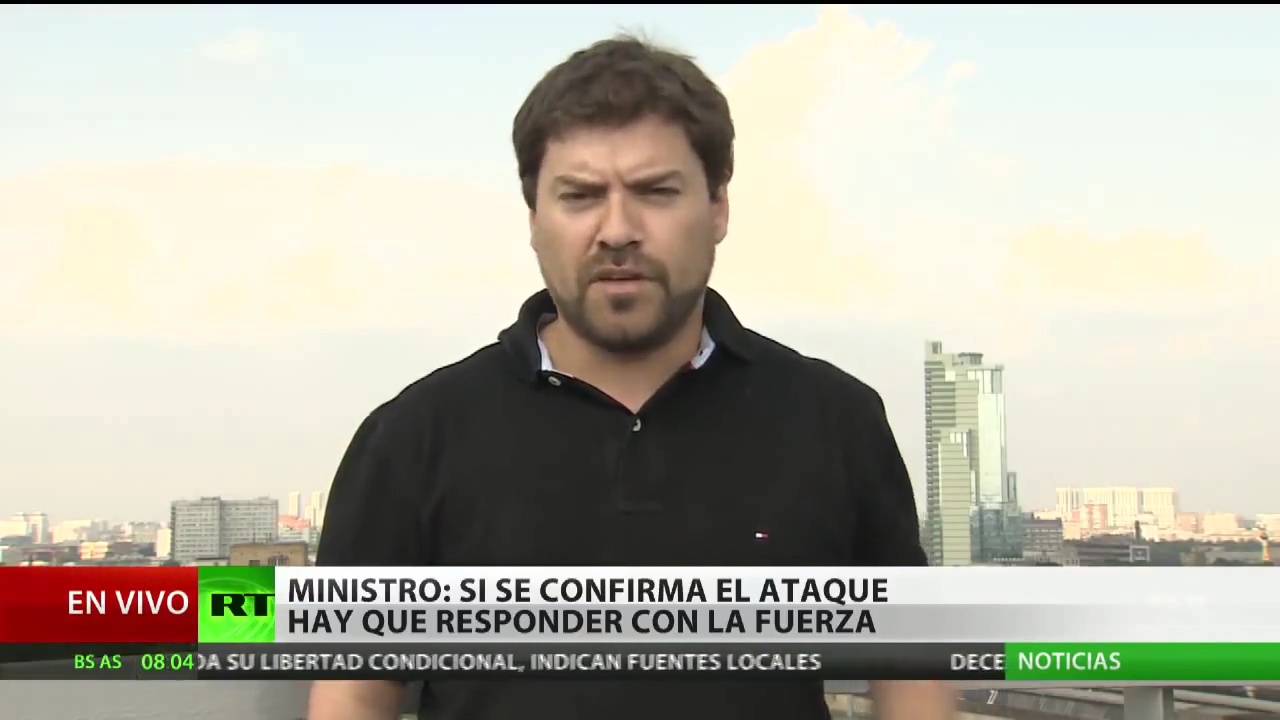 EN VIVO
RT
MINISTRO: SI SE CONFIRMA EL ATAQUE
HAY QUE RESPONDER CON LA FUERZA
BS AS 08:04
DA SU LIBERTAD CONDICIONAL, INDICAN FUENTES LOCALES DECE
NOTICIAS